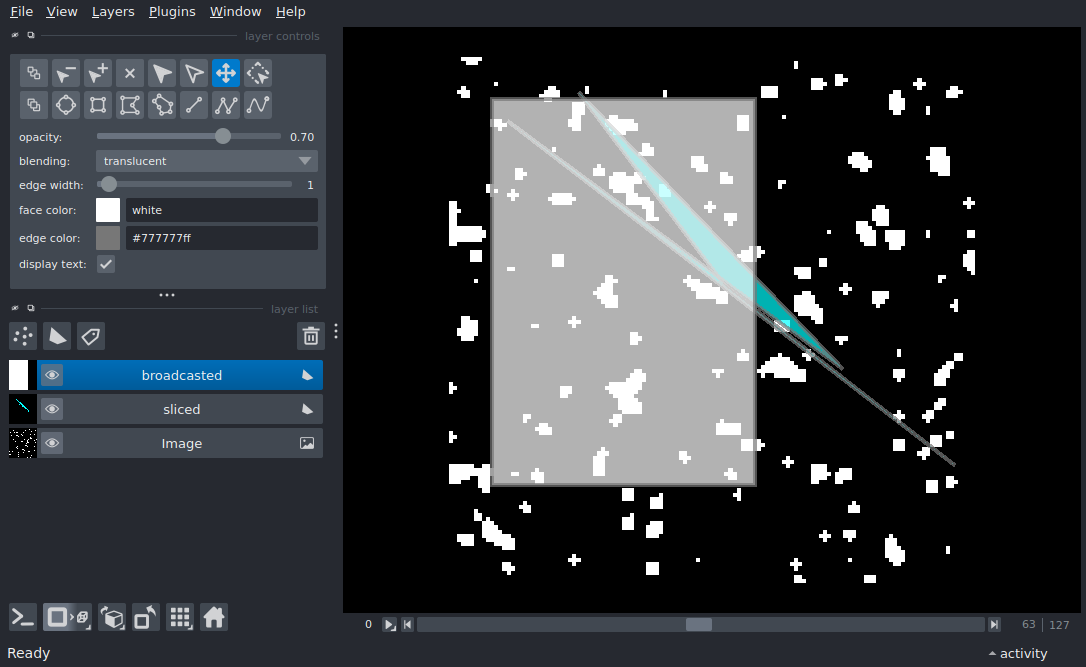 File View Layers Plugins Window Help
layer controls
opacity: 0.70
blending: translucent
edge width: 1
face color: white
edge color: #777777ff
display text:
layer list
broadcasted
sliced
Image
0 63 127
Ready activity